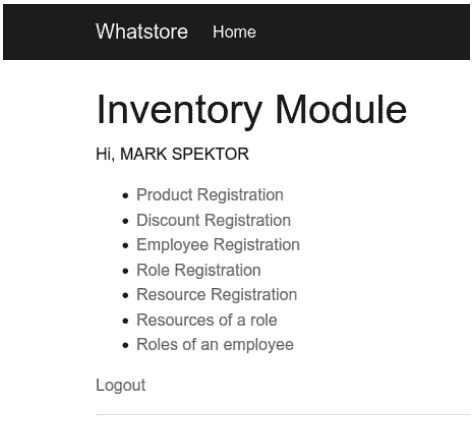 Whatstore Home
Inventory Module
Hi, MARK SPEKTOR
Product Registration
Discount Registration
Employee Registration
Role Registration
Resource Registration
Resources of a role
Roles of an employee
Logout